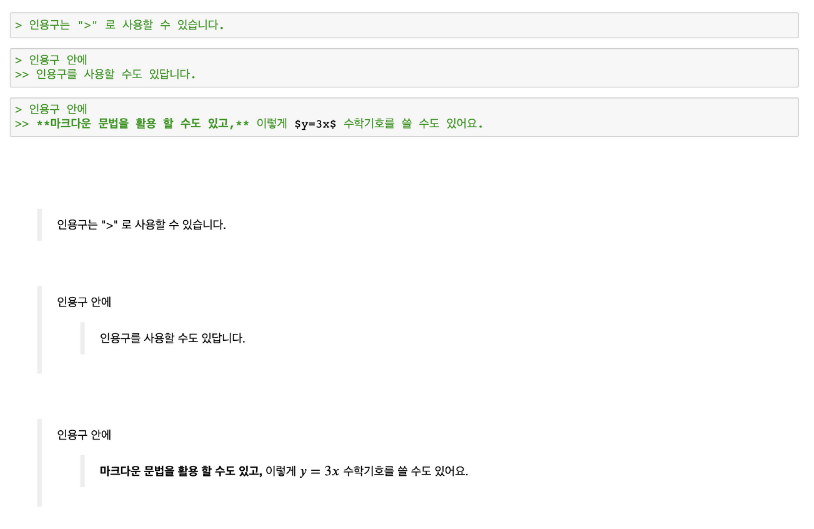 > 인용구는 ">" 로 사용할 수 있습니다.
> 인용구 안에
>> 인용구를 사용할 수도 있답니다.
> 인용구 안에
>> **마크다운 문법을 활용 할 수도 있고,** 이렇게 $y=3x$ 수학기호를 쓸 수도 있어요.
인용구는 ">" 로 사용할 수 있습니다.
인용구 안에
인용구를 사용할 수도 있답니다.
인용구 안에
마크다운 문법을 활용 할 수도 있고, 이렇게 y = 3x 수학기호를 쓸 수도 있어요.